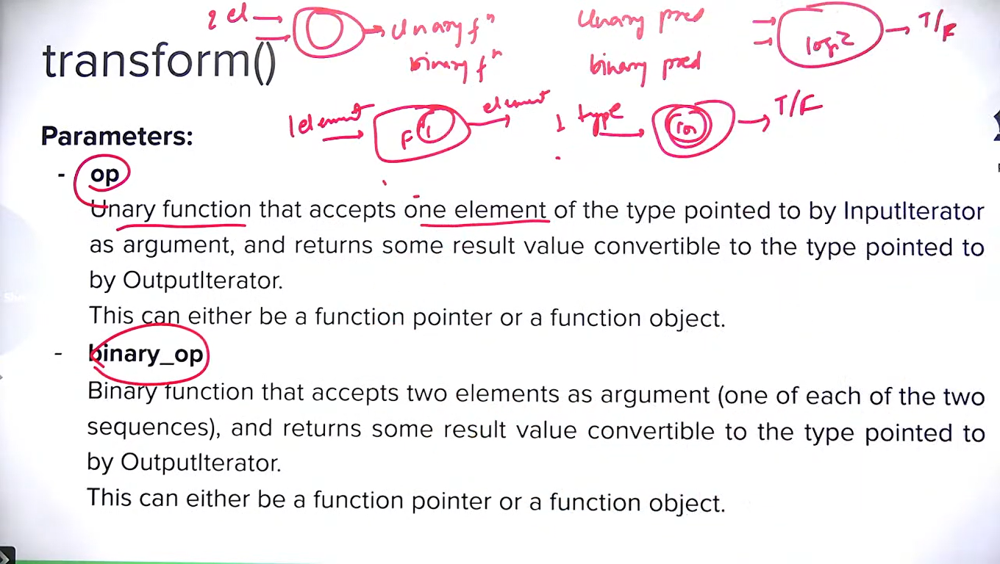 2 el
Unary fⁿ
Unary pred
T/F
transform()
binary fⁿ
binary pred
1 element
F
element
1 type
T/F
Parameters:
- op
Unary function that accepts one element of the type pointed to by InputIterator
as argument, and returns some result value convertible to the type pointed to
by OutputIterator.
This can either be a function pointer or a function object.
- binary_op
Binary function that accepts two elements as argument (one of each of the two
sequences), and returns some result value convertible to the type pointed to
by OutputIterator.
This can either be a function pointer or a function object.